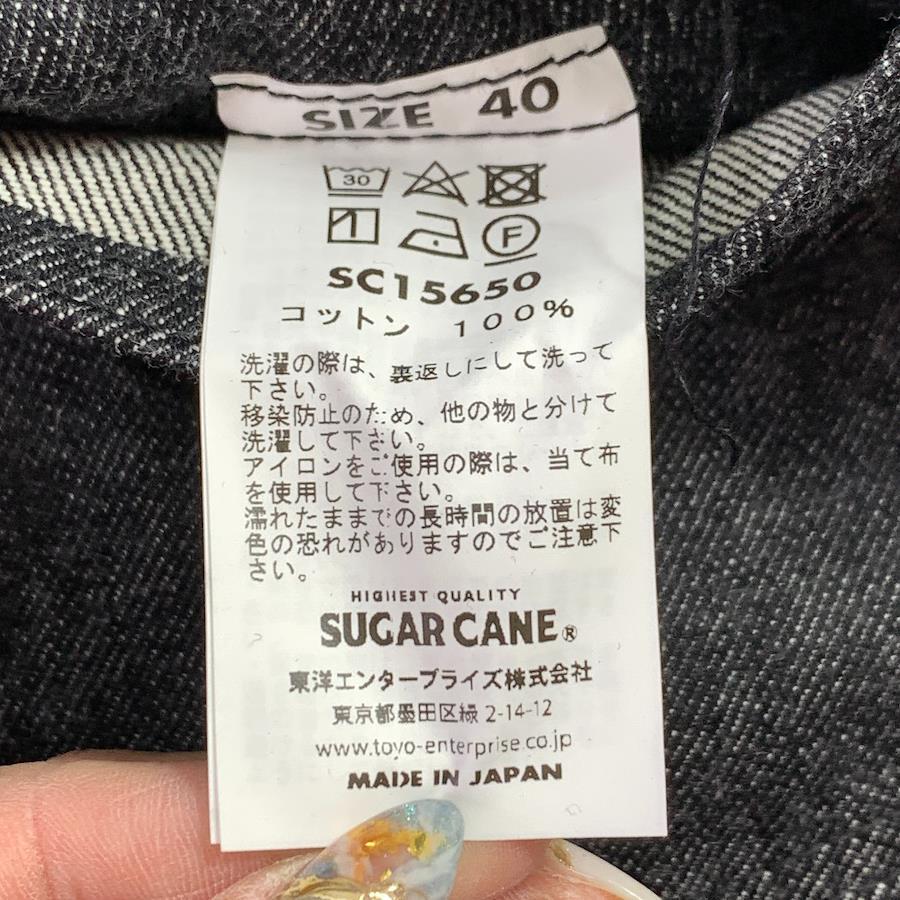 SIZE 40
30
F
SC15650
コットン 100%
洗濯の際は、裏返しにして洗って
下さい。
移染防止のため、他の物と分けて
洗濯して下さい。
アイロンをご使用の際は、当て布
を使用して下さい。
濡れたままでの長時間の放置は変
色の恐れがありますのでご注意下
さい。
HIGHEST QUALITY
SUGAR CANE®
東洋エンタープライズ株式会社
東京都墨田区緑 2-14-12
www.toyo-enterprise.co.jp
MADE IN JAPAN